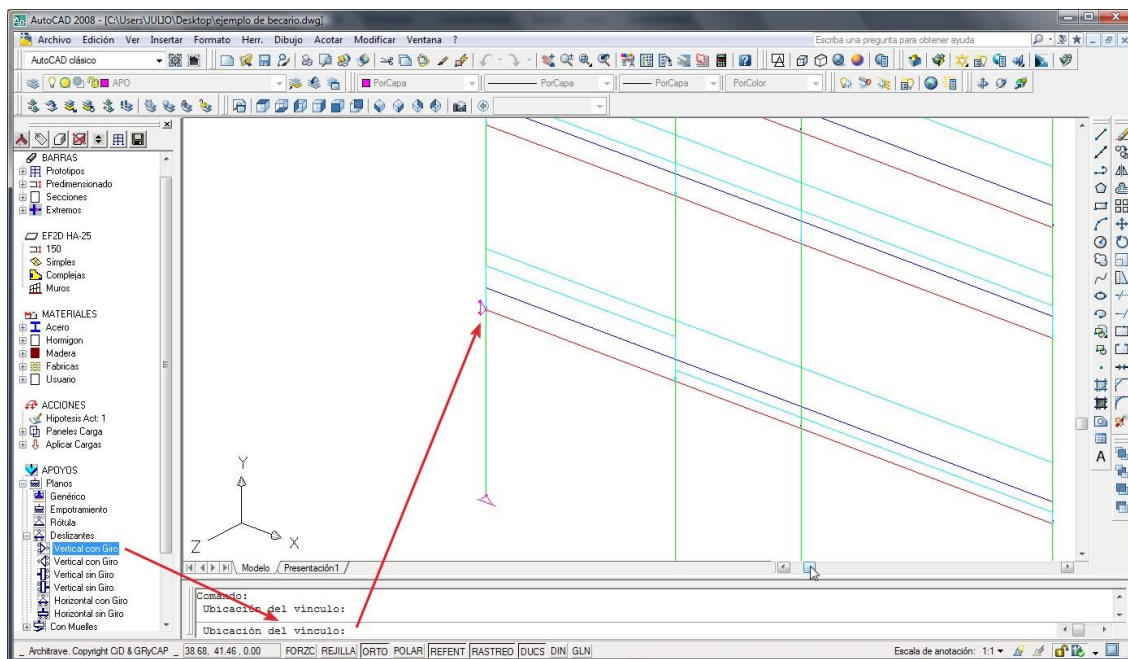 AutoCAD 2008 - [C:\Users\JULIO\Desktop\ejemplo de becario.dwg]
Archivo Edición Ver Insertar Formato Herr. Dibujo Acotar Modificar Ventana ?
Escriba una pregunta para obtener ayuda
AutoCAD clásico
APO
PorCapa
PorCapa
PorCapa
PorColor
BARRAS
Prototipos
Predimensionado
Secciones
Extremos
EF2D HA-25
150
Simples
Complejas
Muros
MATERIALES
Acero
Hormigon
Madera
Fabricas
Usuario
ACCIONES
Hipotesis Act: 1
Paneles Carga
Aplicar Cargas
APOYOS
Planos
Genérico
Empotramiento
Rótula
Deslizantes
Vertical con Giro
Vertical con Giro
Vertical sin Giro
Vertical sin Giro
Horizontal con Giro
Horizontal sin Giro
Con Muelles
Y
Z
X
A
Modelo Presentación1
Comando:
Ubicación del vínculo:
Ubicación del vínculo:
_ Architrave. Copyright CiD & GRyCAP _ 38.68, 41.46 , 0.00 FORZC REJILLA ORTO POLAR REFENT RASTREO DUCS DIN GLN Escala de anotación: 1:1